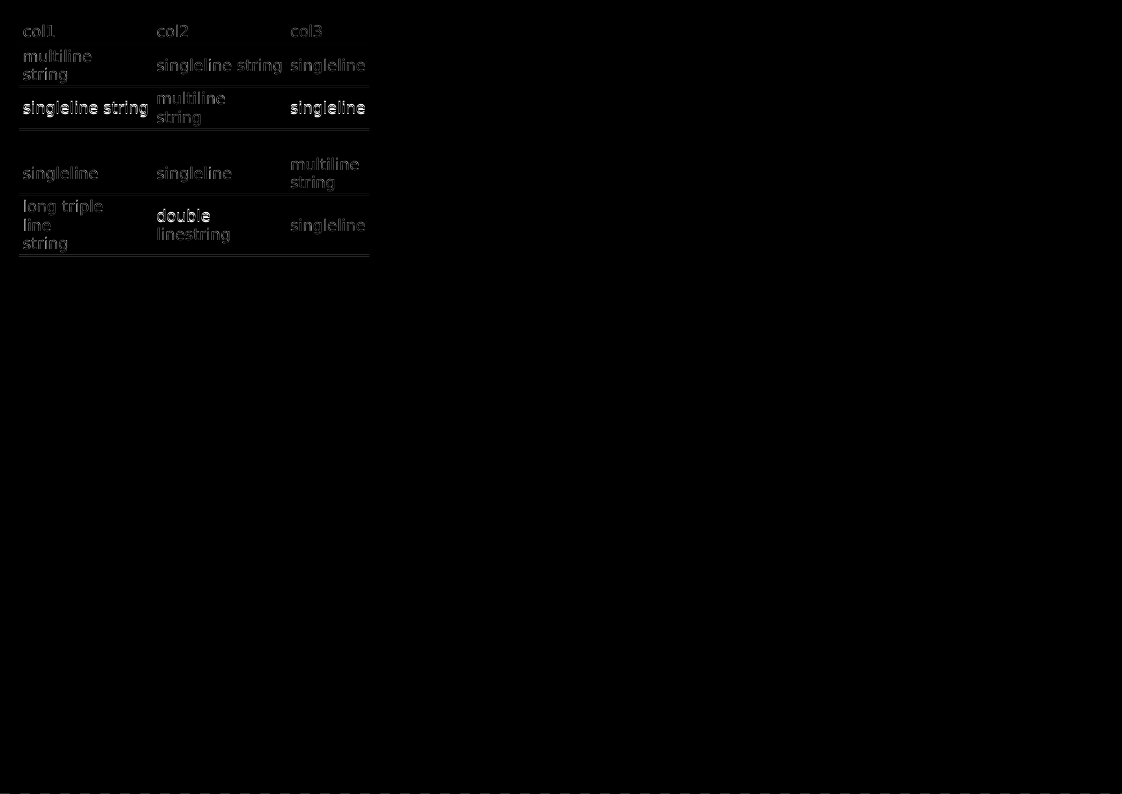 col1 col2 col3
multiline
string
singleline string
singleline
singleline string
multiline
string
singleline
singleline
singleline
multiline
string
long triple
line
string
double
linestring
singleline